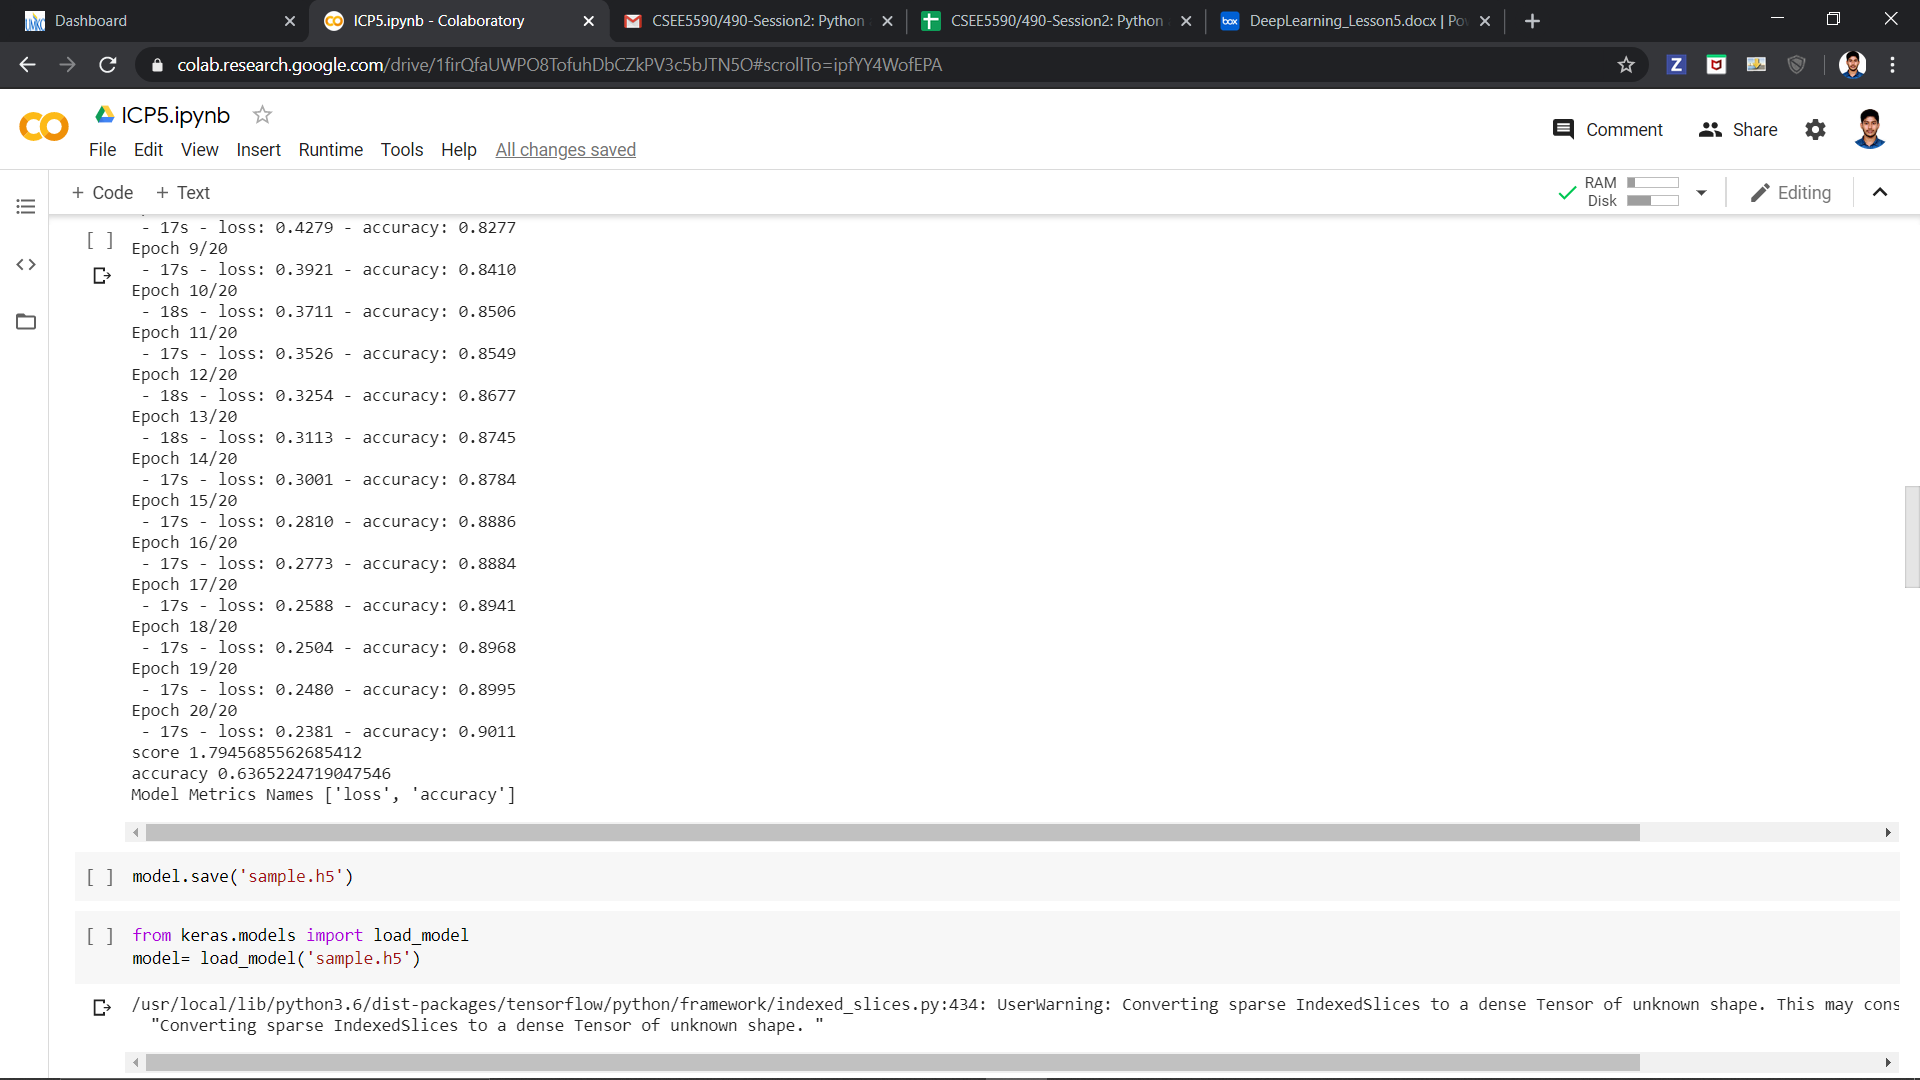 Dashboard
ICP5.ipynb - Colaboratory
CSEE5590/490-Session2: Python
CSEE5590/490-Session2: Python
box
DeepLearning_Lesson5.docx | Po
colab.research.google.com/drive/1firQfaUWPO8TofuhDbCZkPV3c5bJTN5O#scrollTo=ipfYY4WofEPA
Z
CO
ICP5.ipynb
Comment
Share
File Edit View Insert Runtime Tools Help All changes saved
+ Code + Text
RAM
Disk
Editing
[ ]
- 17s - loss: 0.4279 - accuracy: 0.8277
Epoch 9/20
- 17s - loss: 0.3921 - accuracy: 0.8410
Epoch 10/20
- 18s - loss: 0.3711 - accuracy: 0.8506
Epoch 11/20
- 17s - loss: 0.3526 - accuracy: 0.8549
Epoch 12/20
- 18s - loss: 0.3254 - accuracy: 0.8677
Epoch 13/20
- 18s - loss: 0.3113 - accuracy: 0.8745
Epoch 14/20
- 17s - loss: 0.3001 - accuracy: 0.8784
Epoch 15/20
- 17s - loss: 0.2810 - accuracy: 0.8886
Epoch 16/20
- 17s - loss: 0.2773 - accuracy: 0.8884
Epoch 17/20
- 17s - loss: 0.2588 - accuracy: 0.8941
Epoch 18/20
- 17s - loss: 0.2504 - accuracy: 0.8968
Epoch 19/20
- 17s - loss: 0.2480 - accuracy: 0.8995
Epoch 20/20
- 17s - loss: 0.2381 - accuracy: 0.9011
score 1.7945685562685412
accuracy 0.6365224719047546
Model Metrics Names ['loss', 'accuracy']
[ ] model.save('sample.h5')
[ ] from keras.models import load_model
model= load_model('sample.h5')
/usr/local/lib/python3.6/dist-packages/tensorflow/python/framework/indexed_slices.py:434: UserWarning: Converting sparse IndexedSlices to a dense Tensor of unknown shape. This may cons
"Converting sparse IndexedSlices to a dense Tensor of unknown shape. "